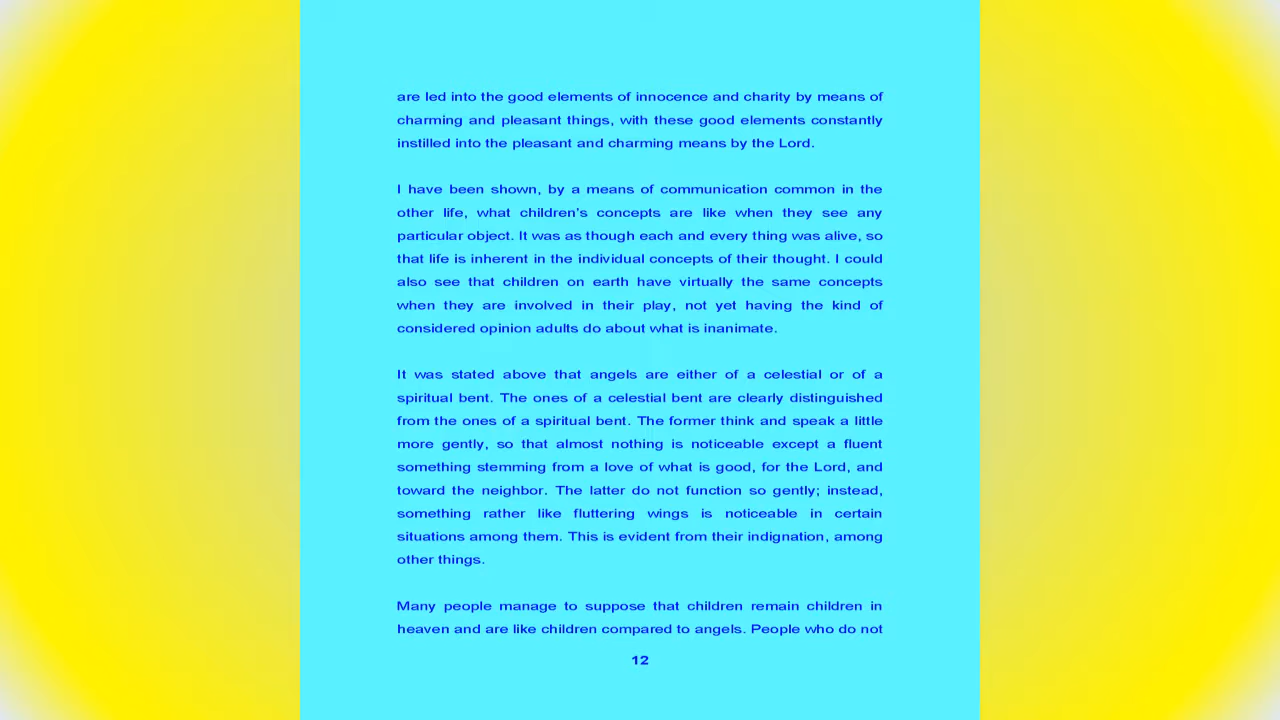 are led into the good elements of innocence and charity by means of
charming and pleasant things, with these good elements constantly
instilled into the pleasant and charming means by the Lord.
I have been shown, by a means of communication common in the
other life, what children's concepts are like when they see any
particular object. It was as though each and every thing was alive, so
that life is inherent in the individual concepts of their thought. I could
also see that children on earth have virtually the same concepts
when they are involved in their play, not yet having the kind of
considered opinion adults do about what is inanimate.
It was stated above that angels are either of a celestial or of a
spiritual bent. The ones of a celestial bent are clearly distinguished
from the ones of a spiritual bent. The former think and speak a little
more gently, so that almost nothing is noticeable except a fluent
something stemming from a love of what is good, for the Lord, and
toward the neighbor. The latter do not function so gently; instead,
something rather like fluttering wings is noticeable in certain
situations among them. This is evident from their indignation, among
other things.
Many people manage to suppose that children remain children in
heaven and are like children compared to angels. People who do not
12